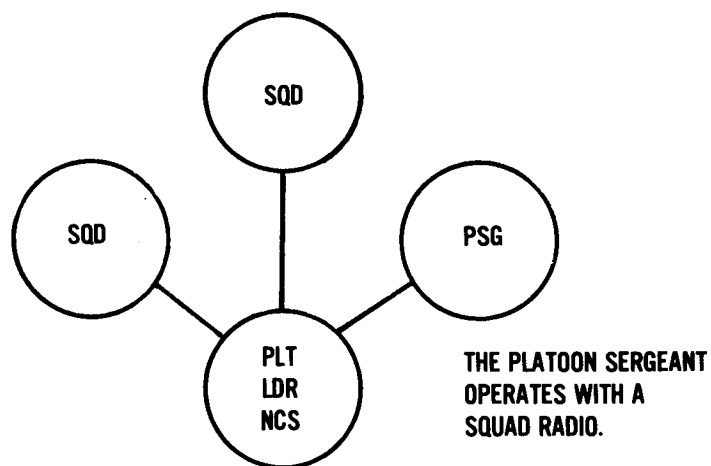 SQD
SQD
PSG
PLT
LDR
NCS
THE PLATOON SERGEANT
OPERATES WITH A
SQUAD RADIO.